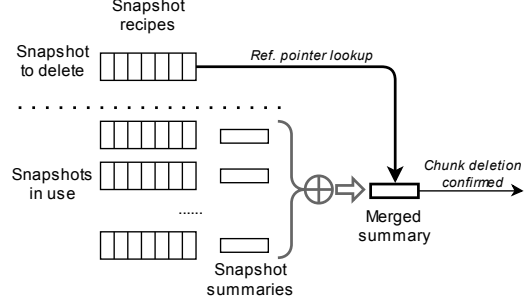 Snapshot
recipes
Snapshot
to delete
Ref. pointer lookup
Snapshots
in use
......
Chunk deletion
confirmed
Merged
summary
Snapshot
summaries